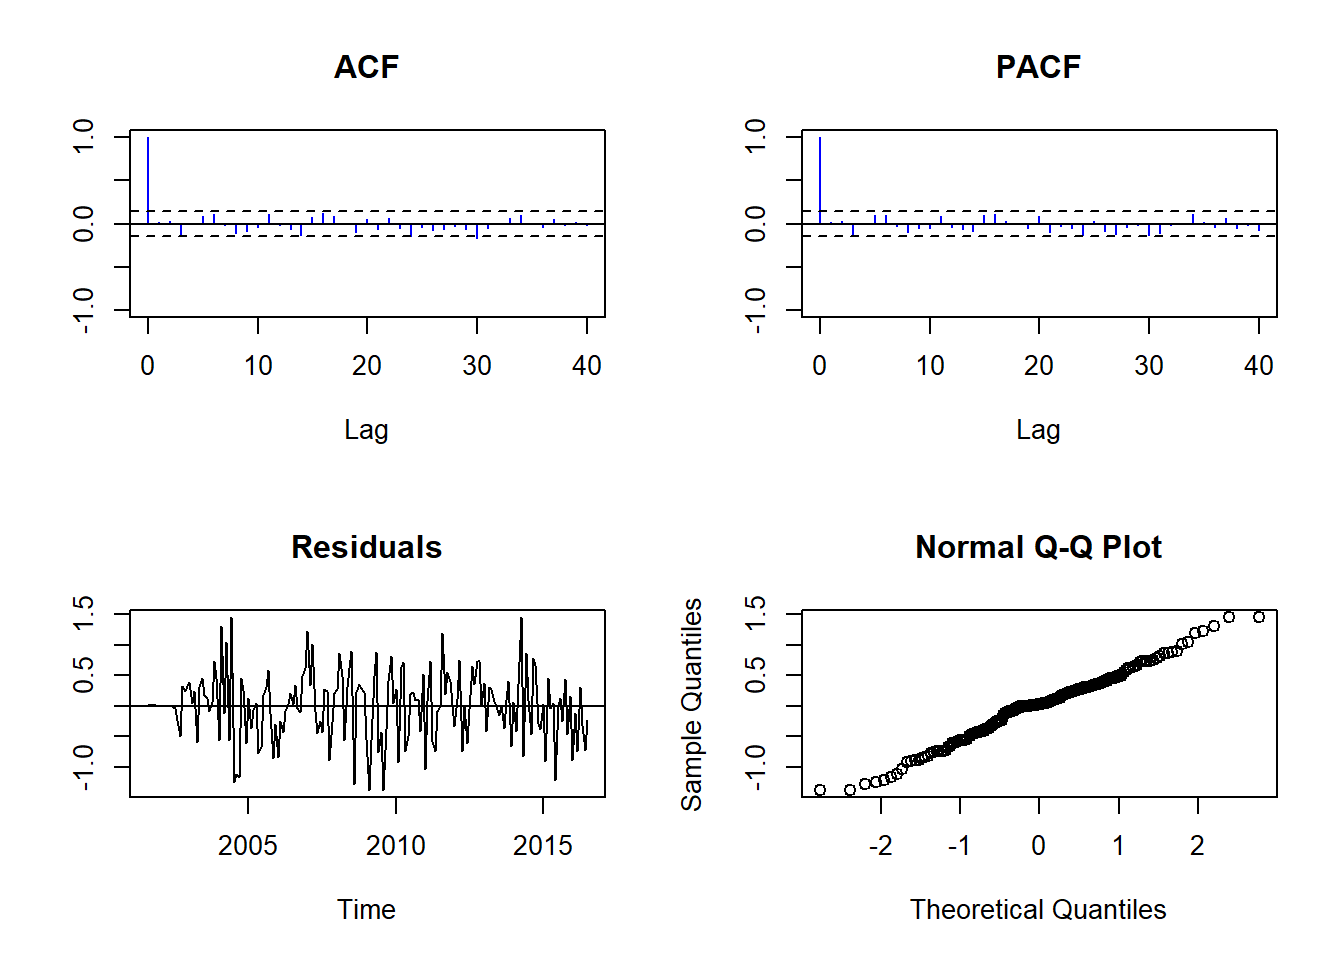 ACF
1.0
0.0
-1.0
0 10 20 30 40
Lag
PACF
1.0
0.0
-1.0
0 10 20 30 40
Lag
Residuals
1.5
0.5
-1.0
2005 2010 2015
Time
Normal Q-Q Plot
Sample Quantiles
1.5
0.5
-1.0
-2 -1 0 1 2
Theoretical Quantiles